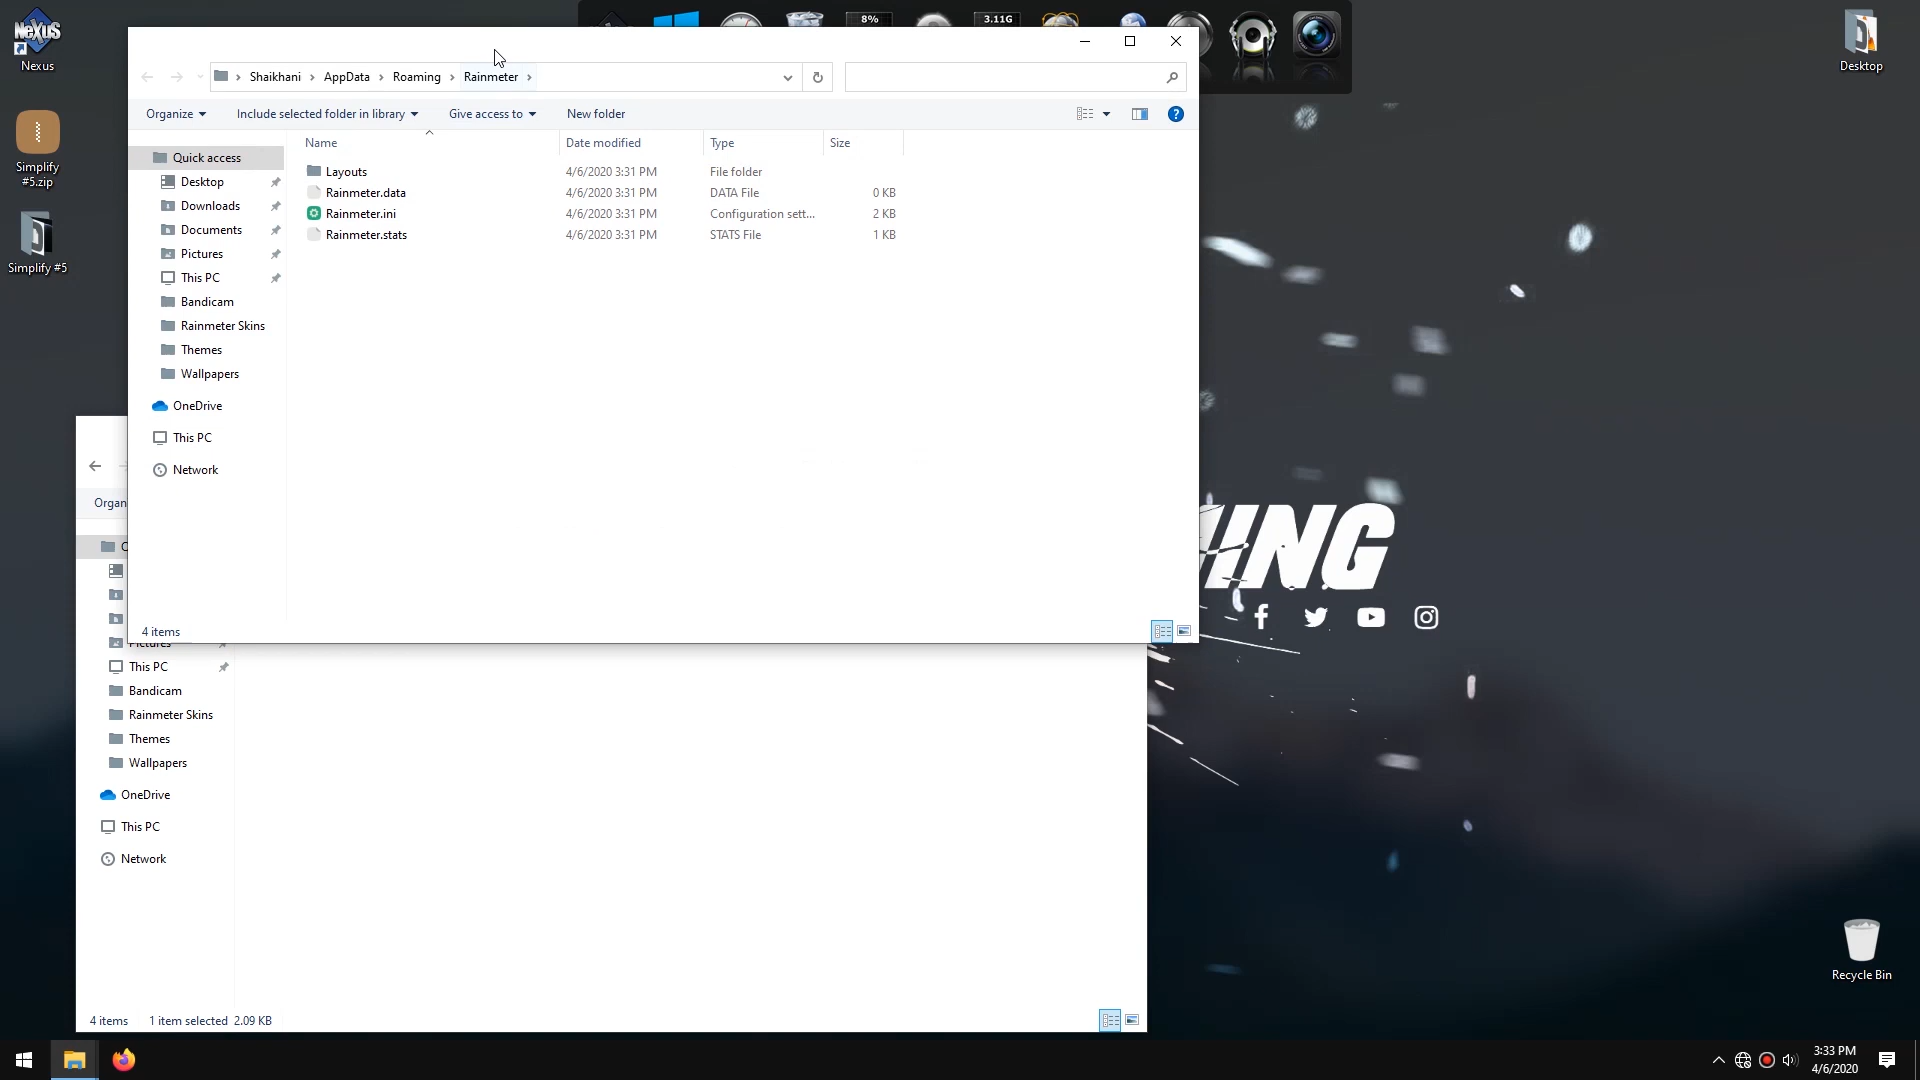 Nexus
8%
3.11G
Desktop
Shaikhani
AppData
Roaming
Rainmeter
Simplify
#5.zip
Simplify #5
Organize
Include selected folder in library
Give access to
New folder
Name
Date modified
Type
Size
Quick access
Desktop
Downloads
Documents
Pictures
This PC
Bandicam
Rainmeter Skins
Themes
Wallpapers
OneDrive
This PC
Network
Layouts 4/6/2020 3:31 PM File folder
Rainmeter.data 4/6/2020 3:31 PM DATA File 0 KB
Rainmeter.ini 4/6/2020 3:31 PM Configuration sett... 2 KB
Rainmeter.stats 4/6/2020 3:31 PM STATS File 1 KB
4 items
Organ
Pictures
This PC
Bandicam
Rainmeter Skins
Themes
Wallpapers
OneDrive
This PC
Network
4 items 1 item selected 2.09 KB
Recycle Bin
3:33 PM
4/6/2020